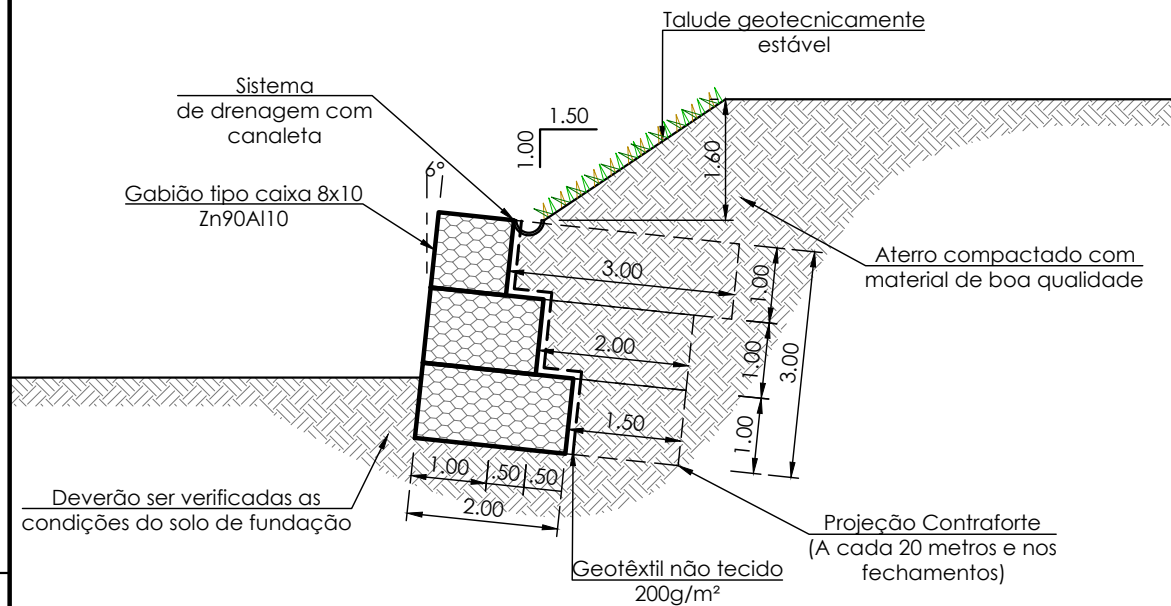 Talude geotecnicamente
estável
Sistema
de drenagem com
canaleta
1.50
1.00
1.60
6°
Gabião tipo caixa 8x10
Zn90Al10
Aterro compactado com
material de boa qualidade
3.00
1.00
2.00
1.00
3.00
1.50
1.00
1.00
.50
.50
2.00
Deverão ser verificadas as
condições do solo de fundação
Projeção Contraforte
(A cada 20 metros e nos
fechamentos)
Geotêxtil não tecido
200g/m²